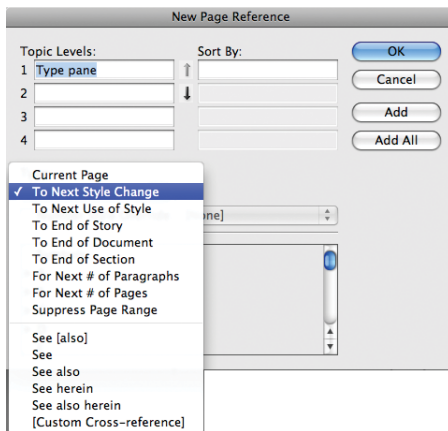 New Page Reference
Topic Levels: Sort By:
1 Type pane
2
3
4
OK
Cancel
Add
Add All
Current Page
✓ To Next Style Change
To Next Use of Style
To End of Story
To End of Document
To End of Section
For Next # of Paragraphs
For Next # of Pages
Suppress Page Range
See [also]
See
See also
See herein
See also herein
[Custom Cross-reference]